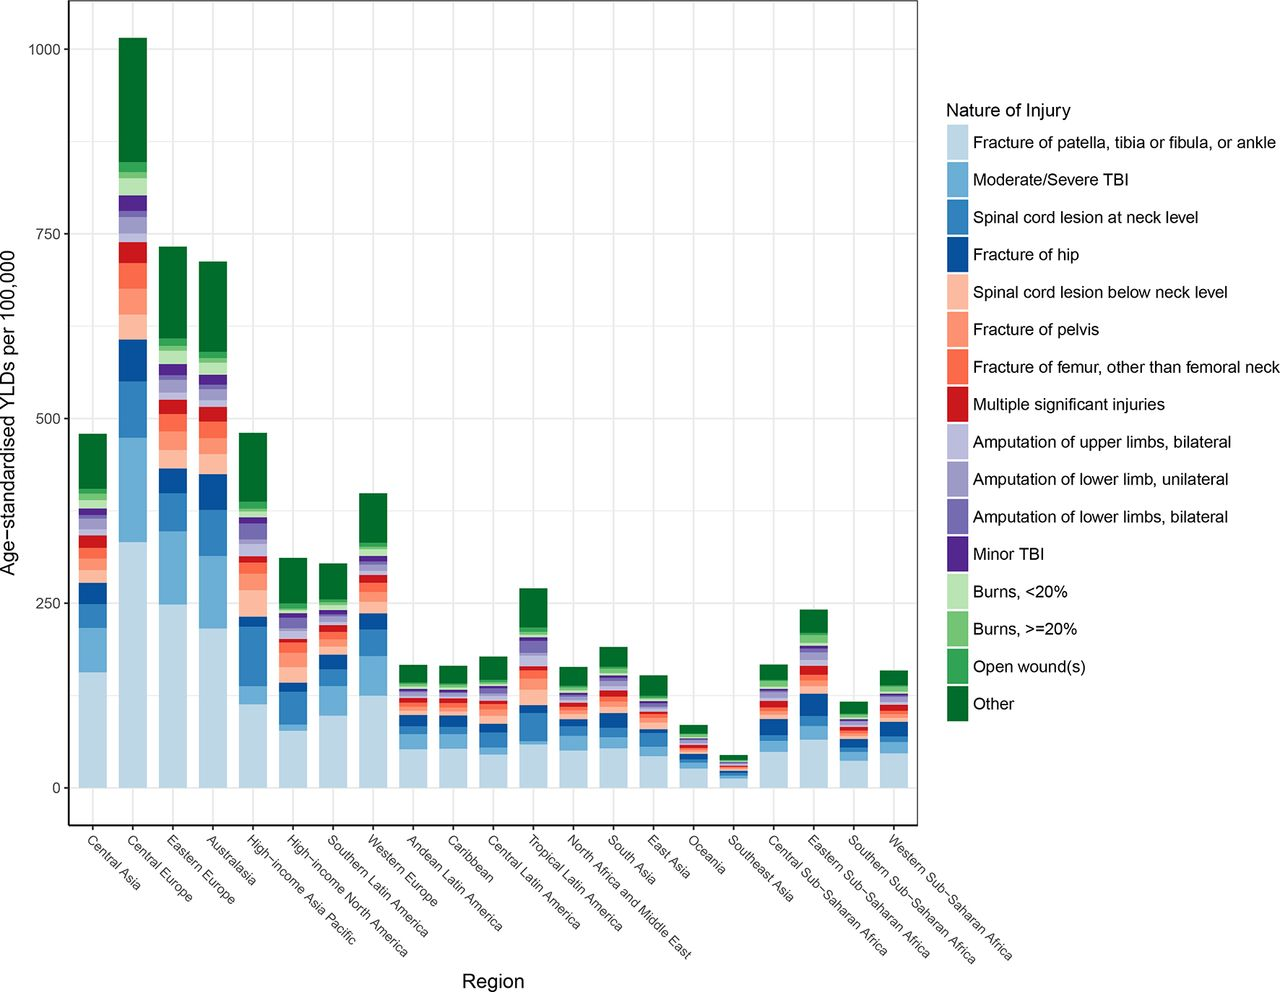 Age-standardised YLDs per 100,000
1000
750
500
250
0
Central Asia
Central Europe
Eastern Europe
Australasia
High-income Asia Pacific
High-income North America
Southern Latin America
Western Europe
Andean Latin America
Caribbean
Central Latin America
Tropical Latin America
North Africa and Middle East
South Asia
East Asia
Oceania
Southeast Asia
Central Sub-Saharan Africa
Eastern Sub-Saharan Africa
Southern Sub-Saharan Africa
Western Sub-Saharan Africa
Region
Nature of Injury
Fracture of patella, tibia or fibula, or ankle
Moderate/Severe TBI
Spinal cord lesion at neck level
Fracture of hip
Spinal cord lesion below neck level
Fracture of pelvis
Fracture of femur, other than femoral neck
Multiple significant injuries
Amputation of upper limbs, bilateral
Amputation of lower limb, unilateral
Amputation of lower limbs, bilateral
Minor TBI
Burns, <20%
Burns, >=20%
Open wound(s)
Other